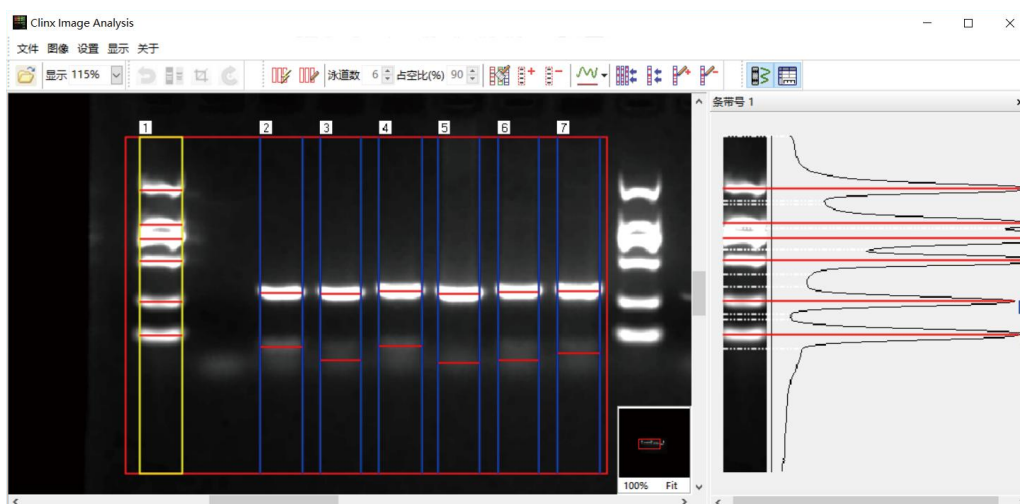 Clinx Image Analysis
文件 图像 设置 显示 关于
显示 115% 泳道数 6 占空比(%) 90
条带号 1
1 2 3 4 5 6 7
100% Fit